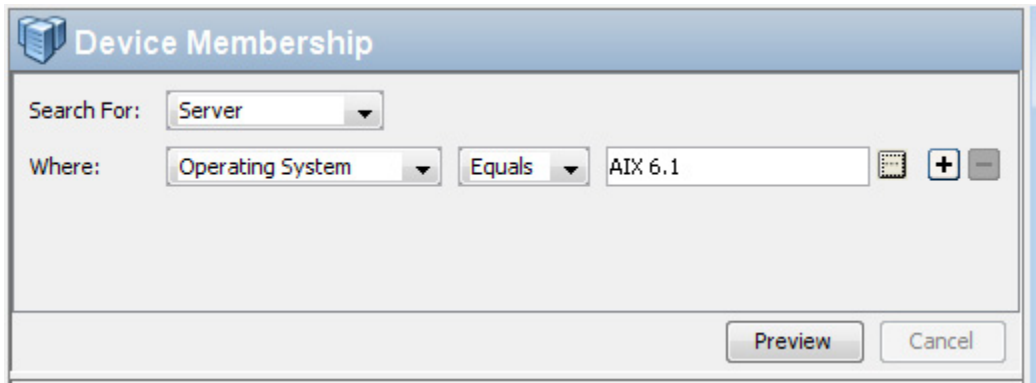 Device Membership
Search For: Server
Where: Operating System Equals AIX 6.1
Preview Cancel